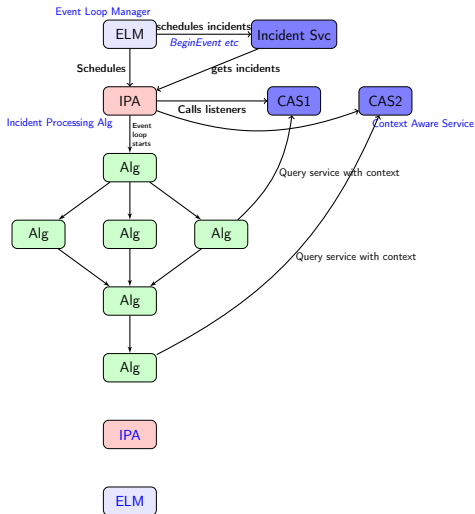 Event Loop Manager
ELM
schedules incidents
BeginEvent etc
Incident Svc
Schedules
gets incidents
IPA
Calls listeners
CAS1
CAS2
Incident Processing Alg
Event
loop
starts
Context Aware Service
Alg
Query service with context
Alg
Alg
Alg
Query service with context
Alg
Alg
IPA
ELM